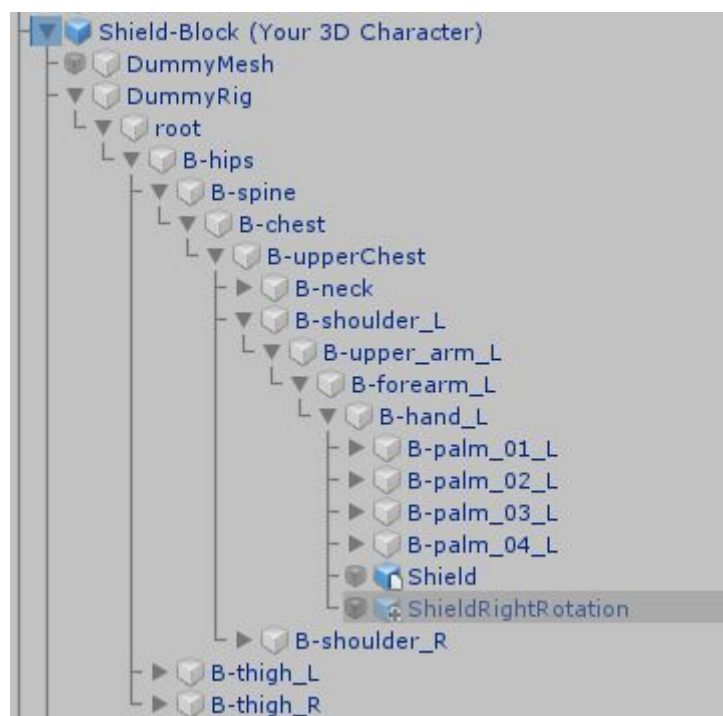 Shield-Block (Your 3D Character)
DummyMesh
DummyRig
root
B-hips
B-spine
B-chest
B-upperChest
B-neck
B-shoulder_L
B-upper_arm_L
B-forearm_L
B-hand_L
B-palm_01_L
B-palm_02_L
B-palm_03_L
B-palm_04_L
Shield
ShieldRightRotation
B-shoulder_R
B-thigh_L
B-thigh_R